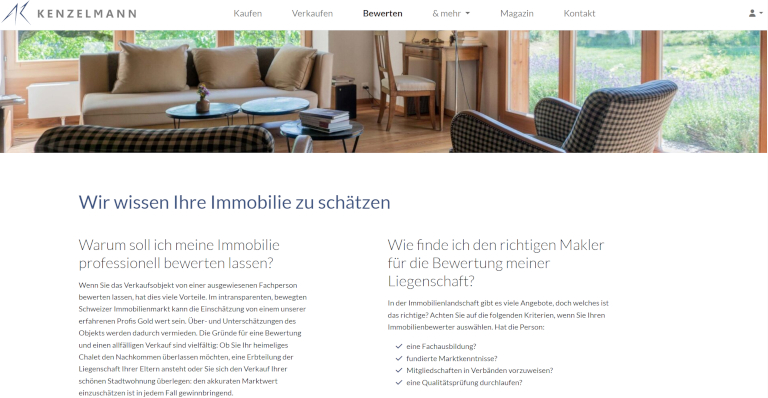 KENZELMANN
Kaufen
Verkaufen
Bewerten
& mehr
Magazin
Kontakt
Wir wissen Ihre Immobilie zu schätzen
Warum soll ich meine Immobilie
professionell bewerten lassen?
Wenn Sie das Verkaufsobjekt von einer ausgewiesenen Fachperson
bewerten lassen, hat dies viele Vorteile. Im intransparenten, bewegten
Schweizer Immobilienmarkt kann die Einschätzung von einem unserer
erfahrenen Profis Gold wert sein. Über- und Unterschätzungen des
Objekts werden dadurch vermieden. Die Gründe für eine Bewertung
und einen allfälligen Verkauf sind vielfältig: Ob Sie Ihr heimeliges
Chalet den Nachkommen überlassen möchten, eine Erbteilung der
Liegenschaft Ihrer Eltern ansteht oder Sie sich den Verkauf Ihrer
schönen Stadtwohnung überlegen: den akkuraten Marktwert
einzuschätzen ist in jedem Fall gewinnbringend.
Wie finde ich den richtigen Makler
für die Bewertung meiner
Liegenschaft?
In der Immobilienlandschaft gibt es viele Angebote, doch welches ist
das richtige? Achten Sie auf die folgenden Kriterien, wenn Sie Ihren
Immobilienbewerter auswählen. Hat die Person:
eine Fachausbildung?
fundierte Marktkenntnisse?
Mitgliedschaften in Verbänden vorzuweisen?
eine Qualitätsprüfung durchlaufen?